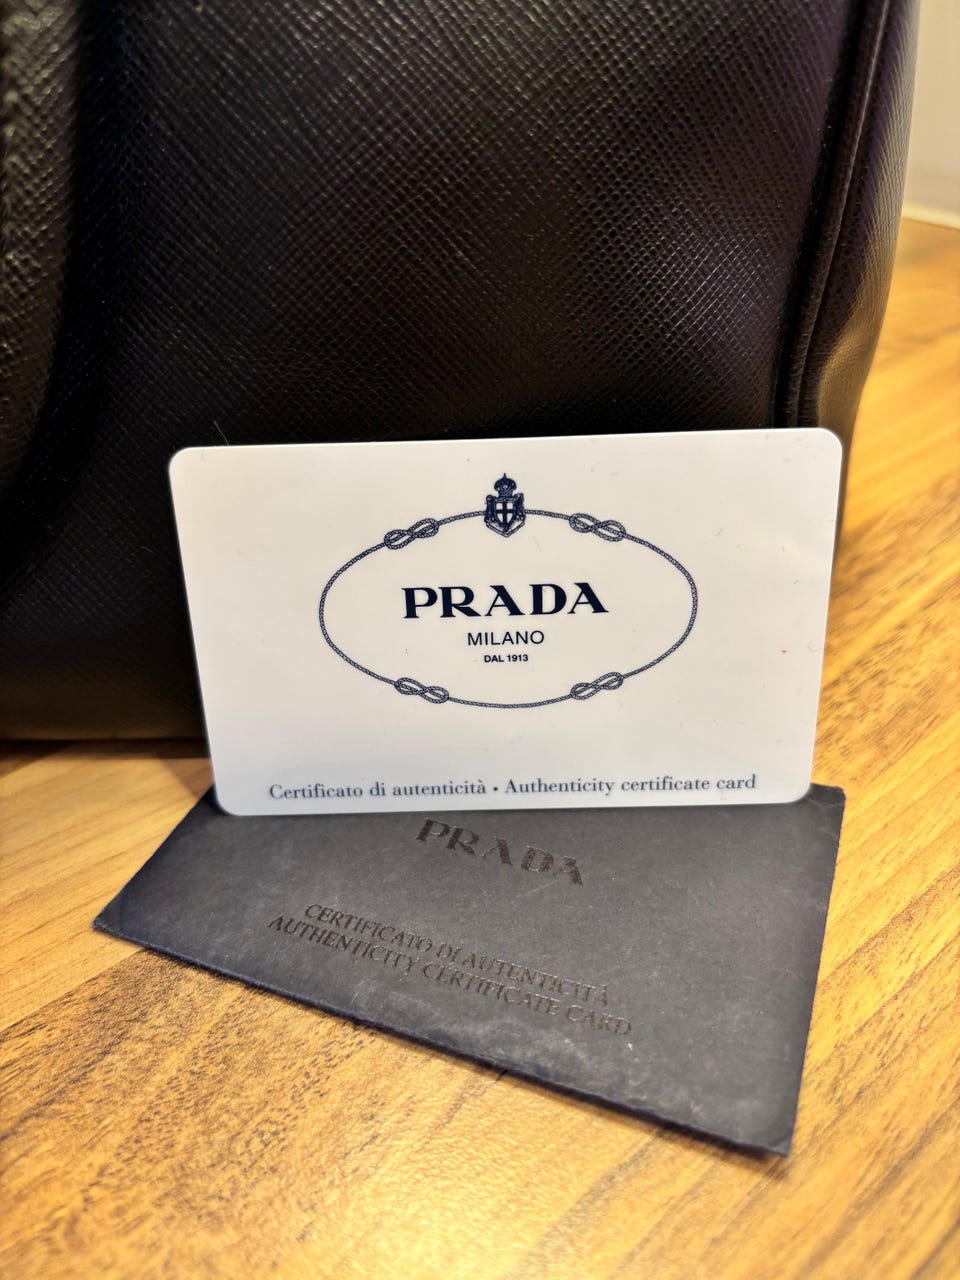 PRADA
MILANO
DAL 1913
Certificato di autenticità • Authenticity certificate card
PRADA
CERTIFICATO DI AUTENTICITÀ
AUTHENTICITY CERTIFICATE CARD